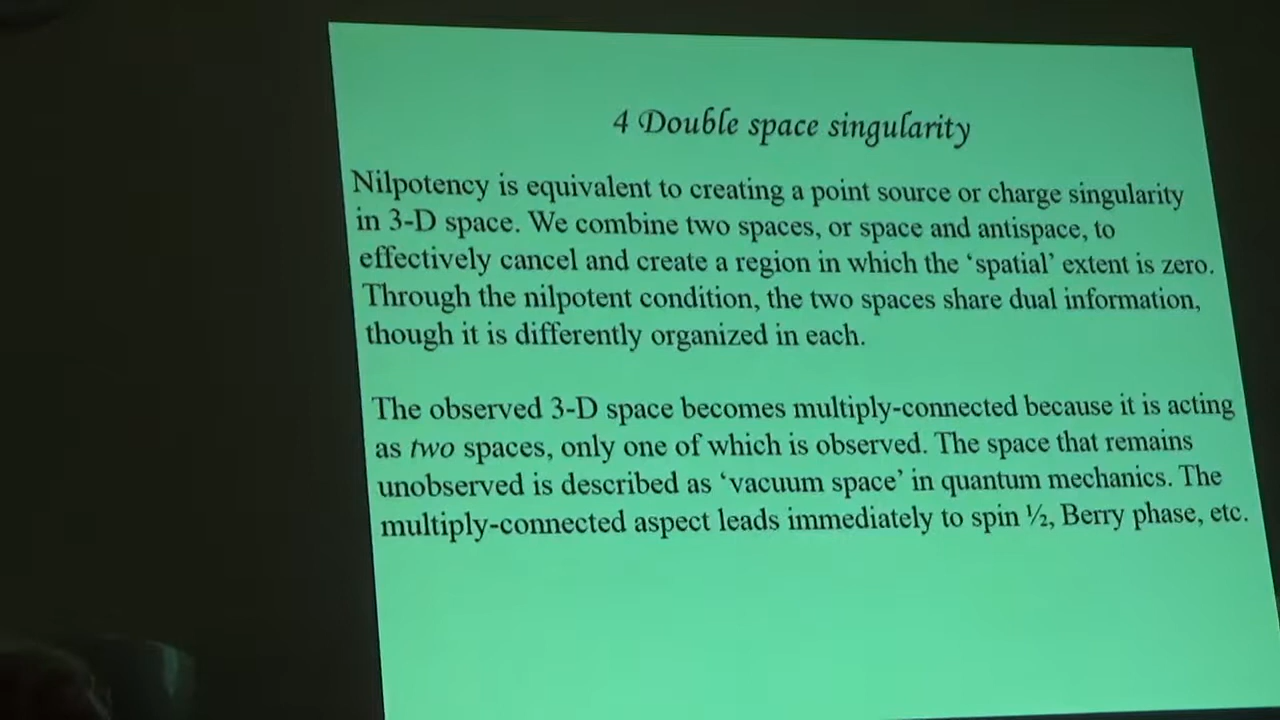 4 Double space singularity
Nilpotency is equivalent to creating a point source or charge singularity
in 3-D space. We combine two spaces, or space and antispace, to
effectively cancel and create a region in which the ‘spatial’ extent is zero.
Through the nilpotent condition, the two spaces share dual information,
though it is differently organized in each.
The observed 3-D space becomes multiply-connected because it is acting
as two spaces, only one of which is observed. The space that remains
unobserved is described as ‘vacuum space’ in quantum mechanics. The
multiply-connected aspect leads immediately to spin ½, Berry phase, etc.